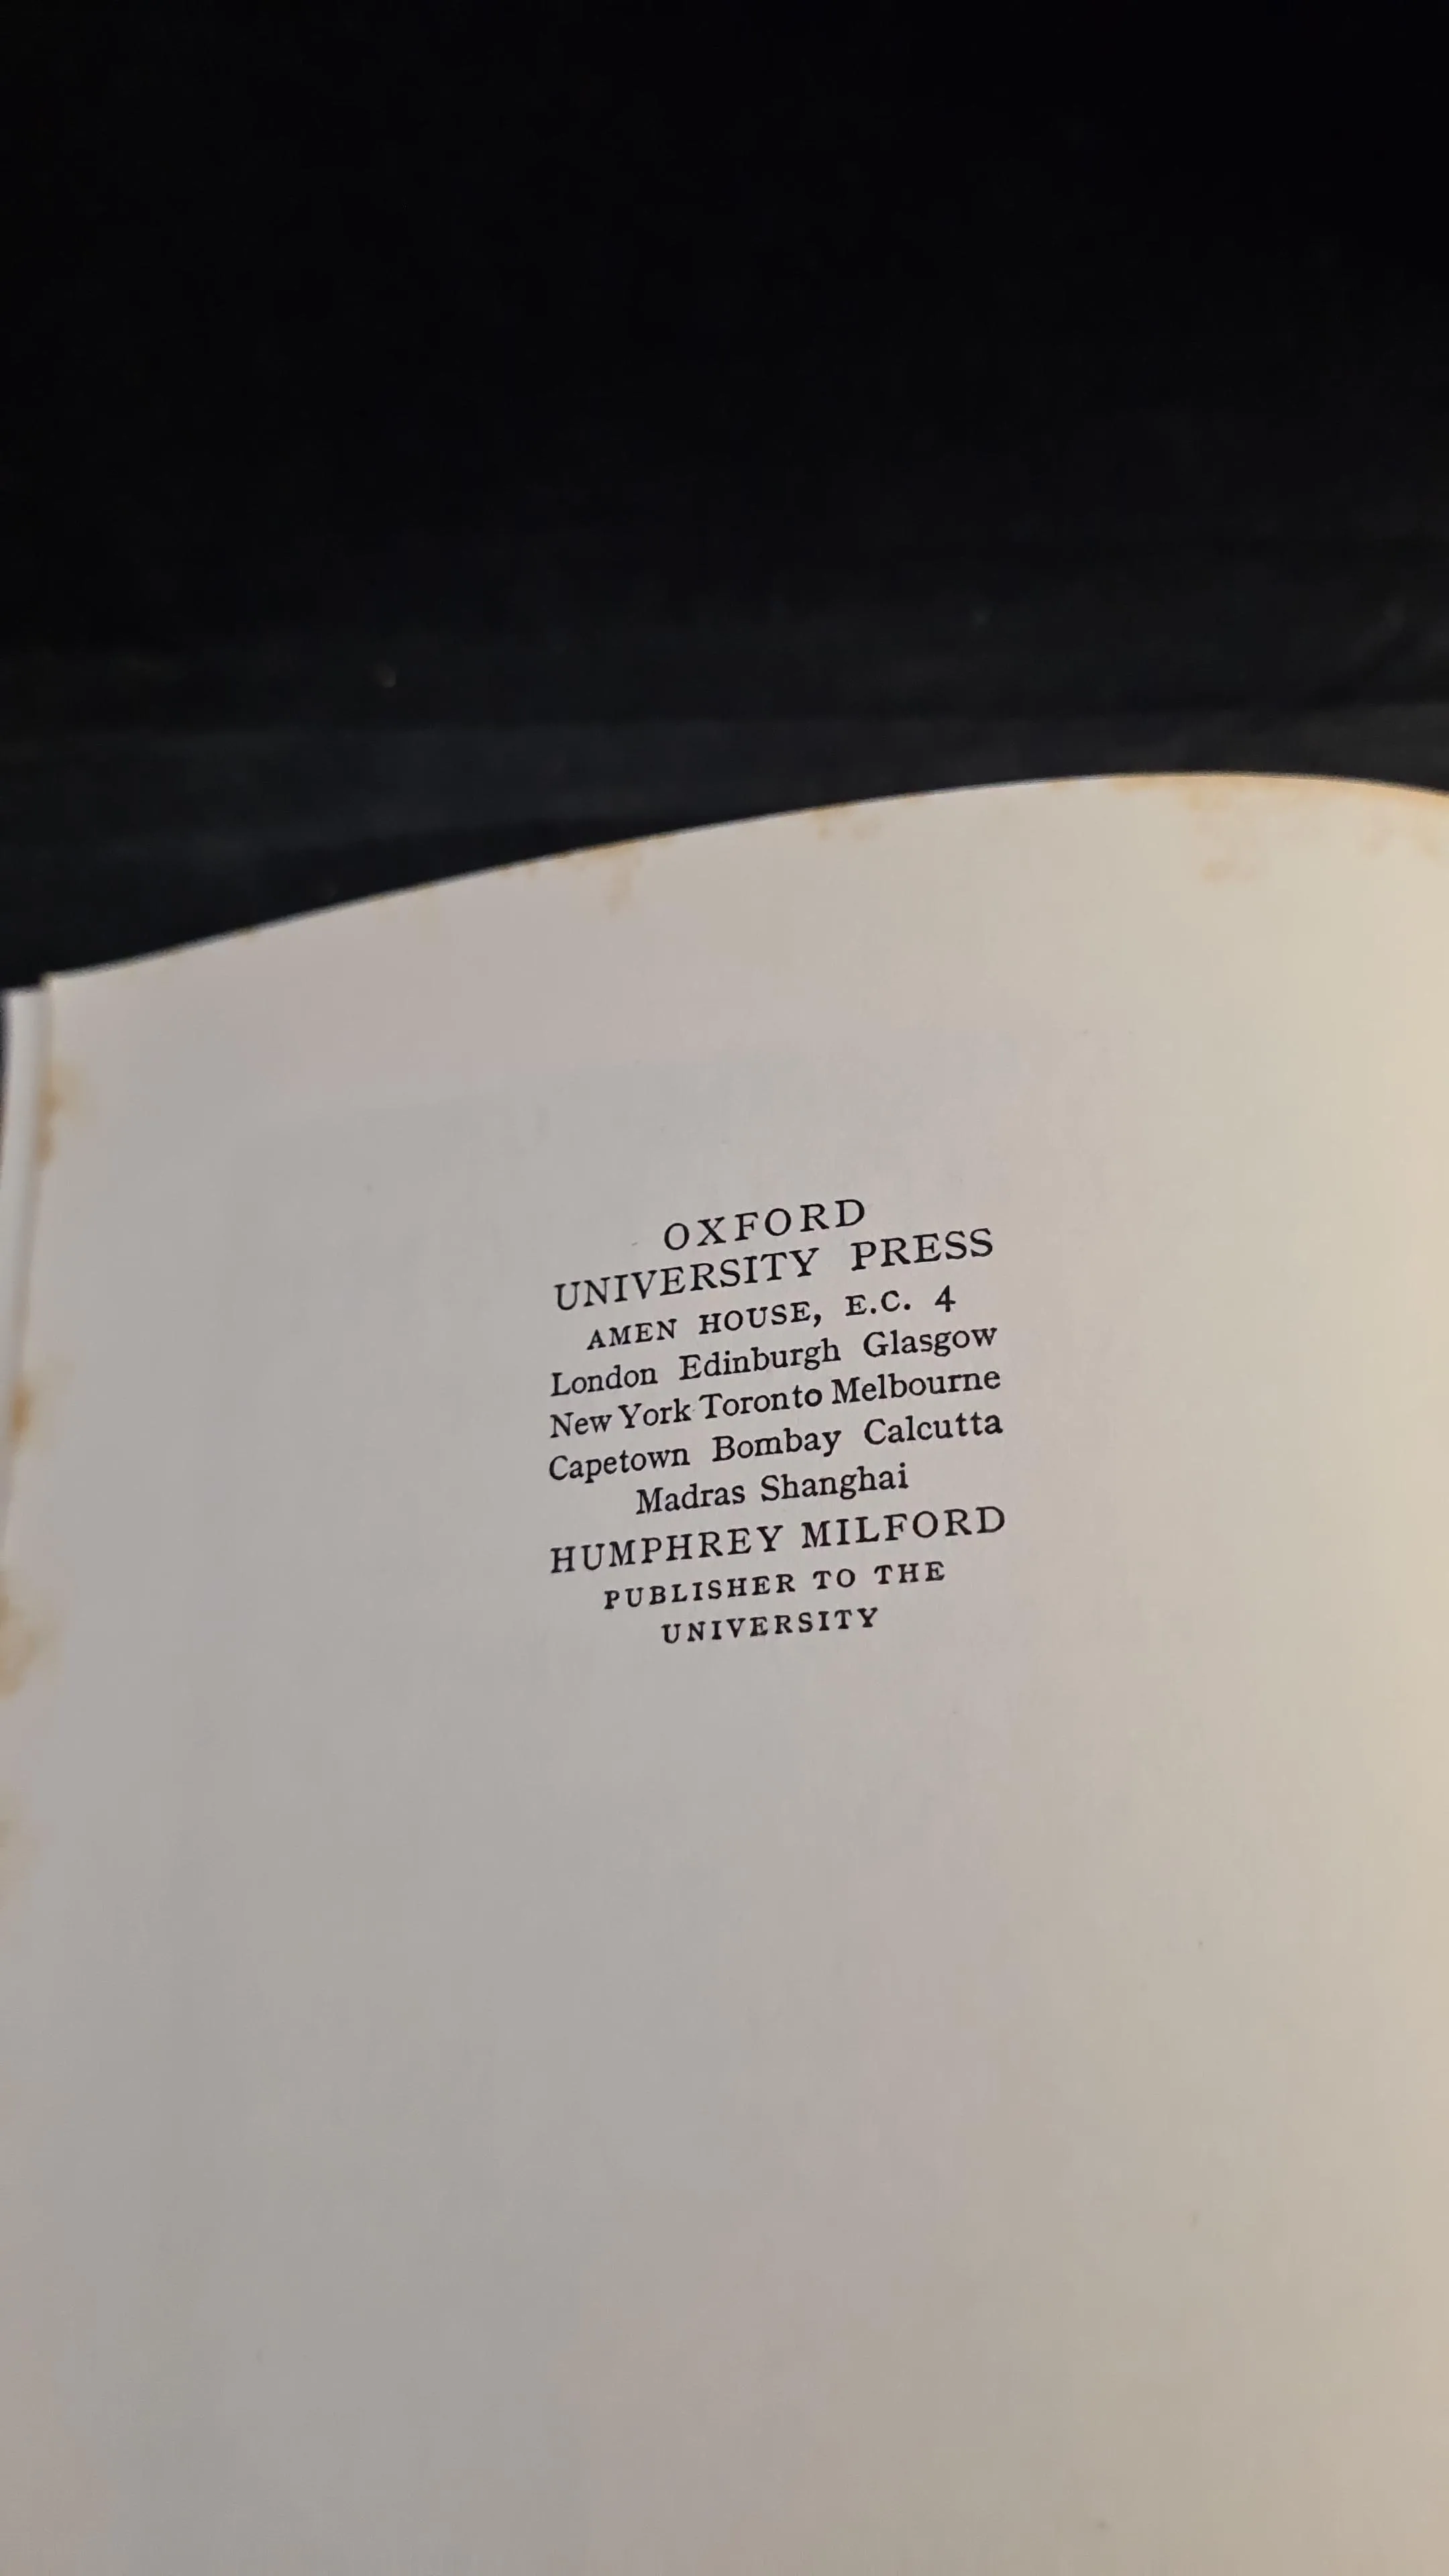 OXFORD
UNIVERSITY PRESS
AMEN HOUSE, E.C. 4
London Edinburgh Glasgow
New York Toronto Melbourne
Capetown Bombay Calcutta
Madras Shanghai
HUMPHREY MILFORD
PUBLISHER TO THE
UNIVERSITY